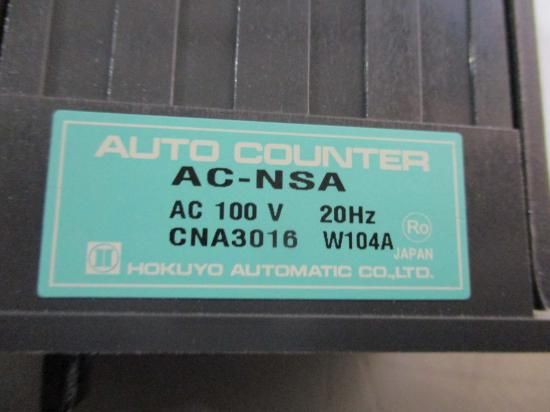 AUTO COUNTER
AC-NSA
AC 100 V 20Hz
CNA3016 W104A
Ro
JAPAN
HOKUYO AUTOMATIC CO.,LTD.